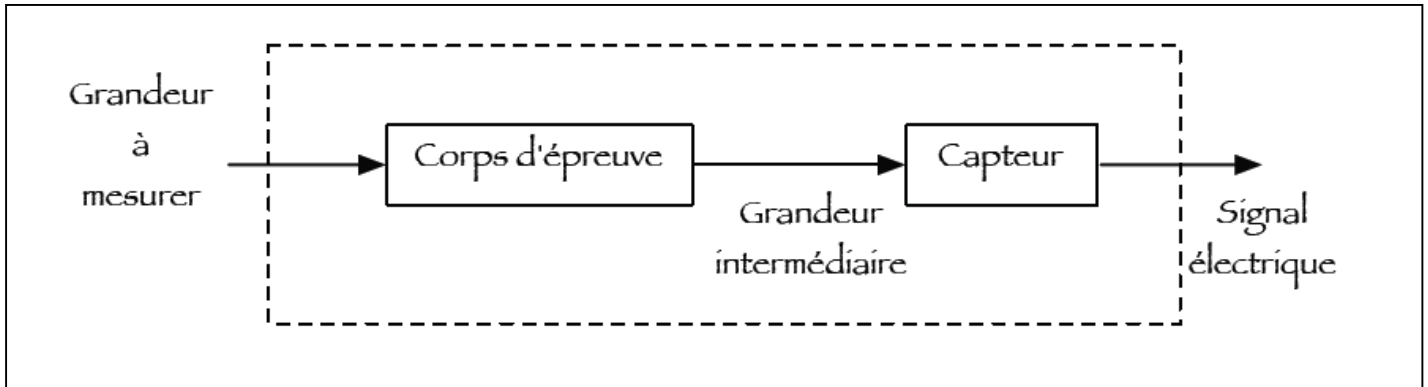 Grandeur
à
mesurer
Corps d'épreuve
Grandeur
intermédiaire
Capteur
Signal
électrique